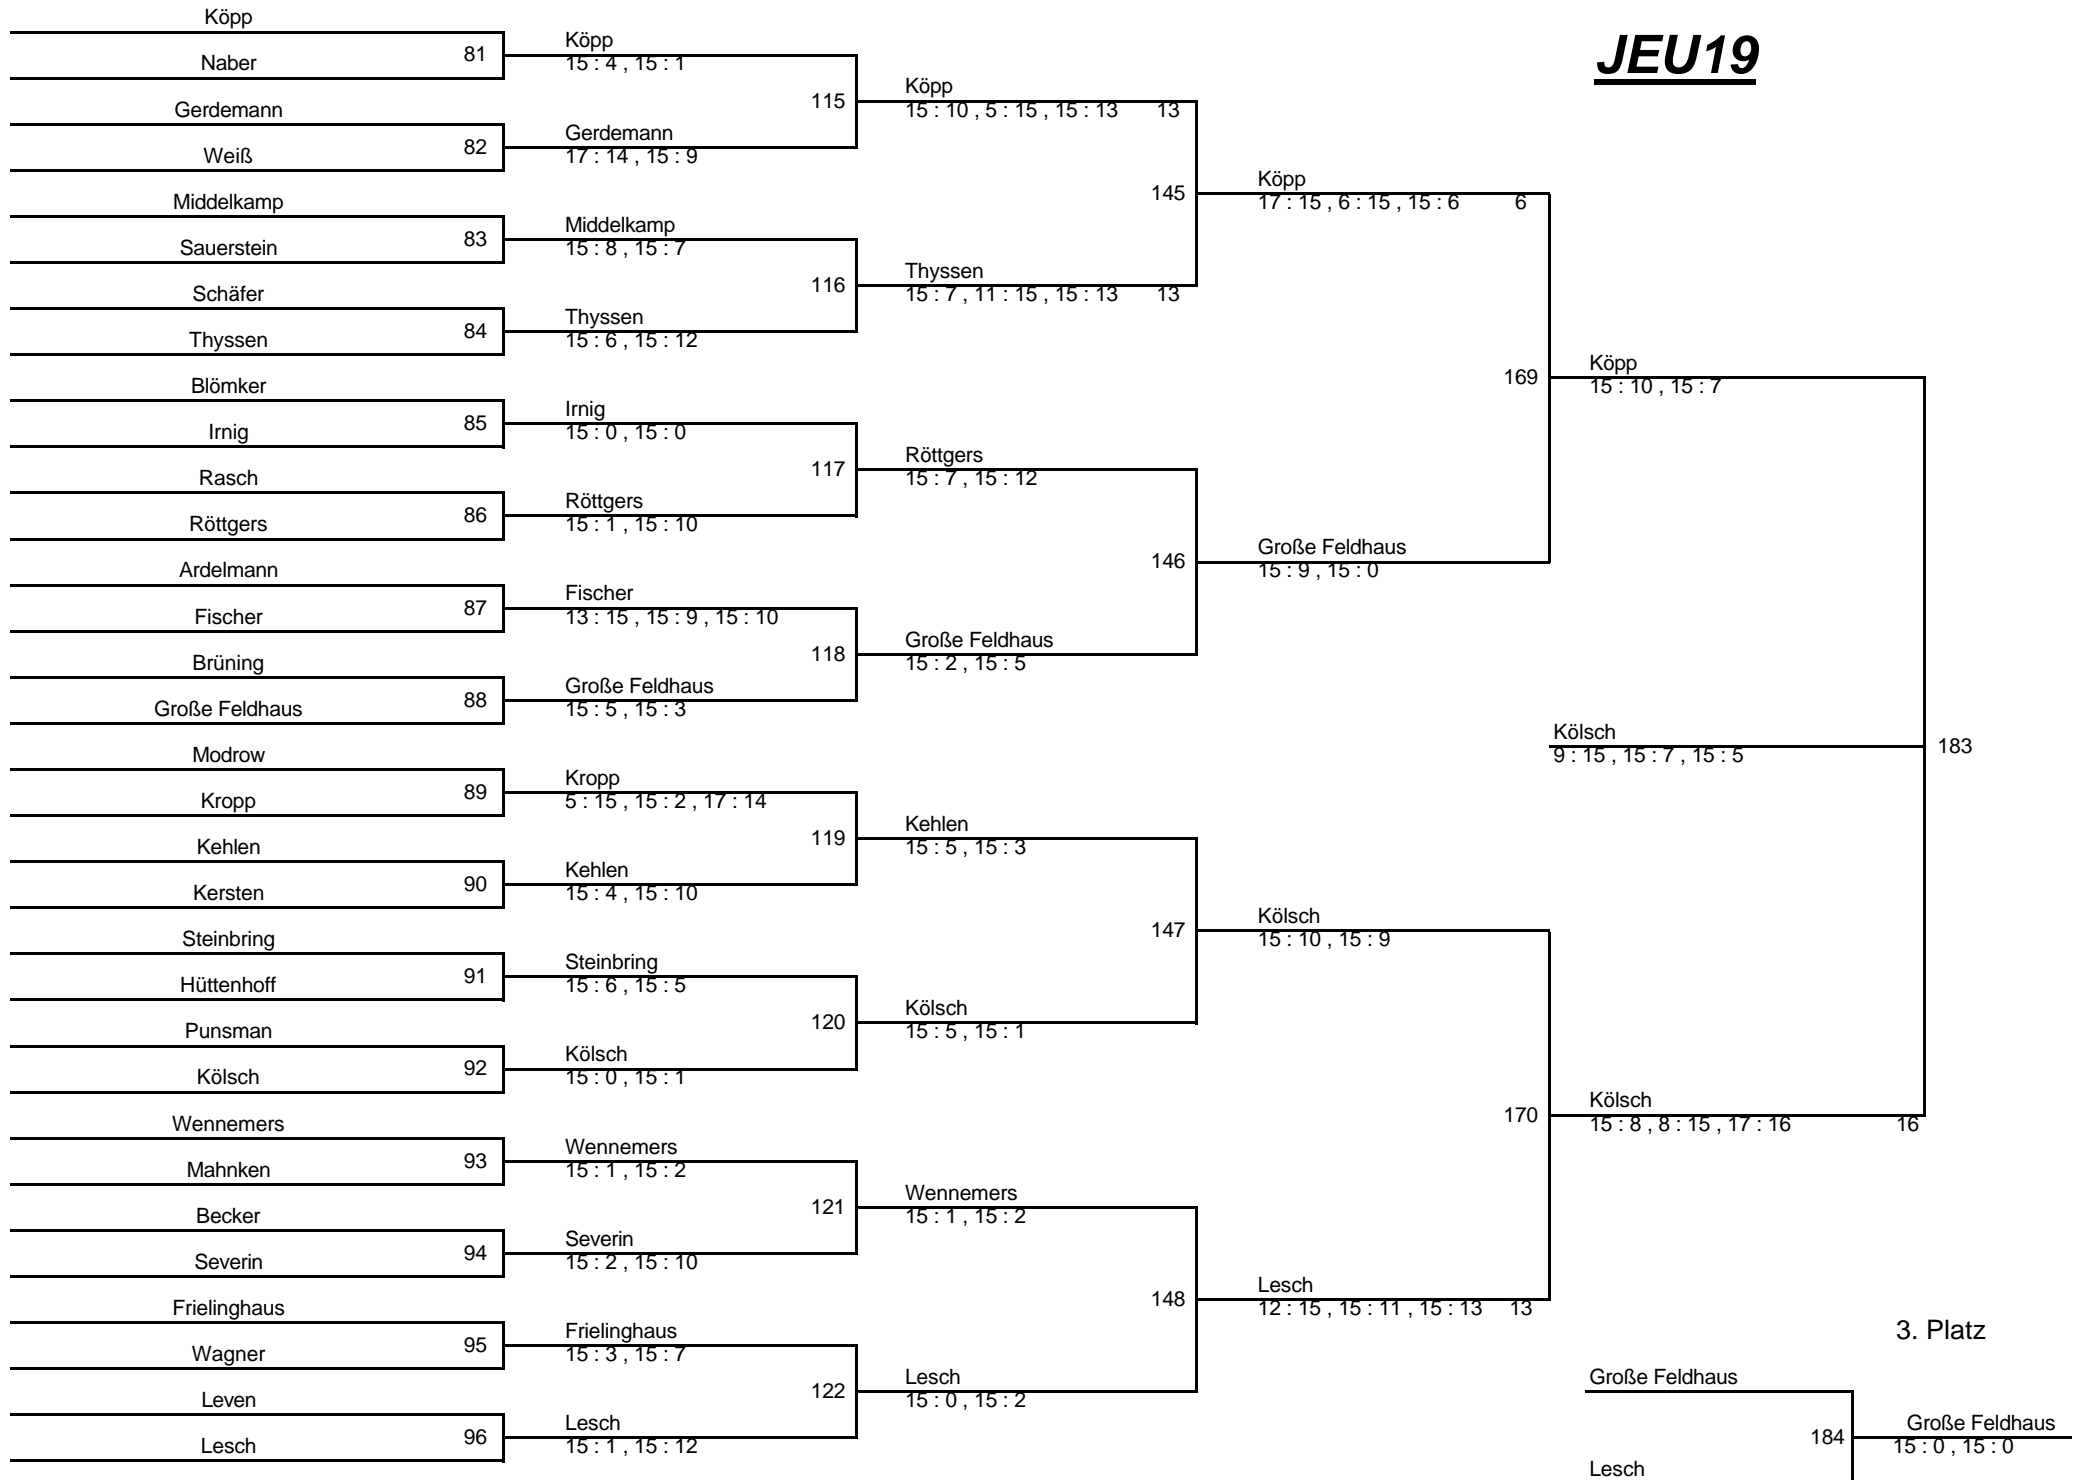 JEU19
Köpp
Naber
81
Gerdemann
Weiß
82
Middelkamp
Sauerstein
83
Schäfer
Thyssen
84
Blömker
Irnig
85
Rasch
Röttgers
86
Ardelmann
Fischer
87
Brüning
Große Feldhaus
88
Modrow
Kropp
89
Kehlen
Kersten
90
Steinbring
Hüttenhoff
91
Punsman
Kölsch
92
Wennemers
Mahnken
93
Becker
Severin
94
Frielinghaus
Wagner
95
Leven
Lesch
96
Köpp
15 : 4 , 15 : 1
115
Gerdemann
17 : 14 , 15 : 9
Middelkamp
15 : 8 , 15 : 7
116
Thyssen
15 : 6 , 15 : 12
Irnig
15 : 0 , 15 : 0
117
Röttgers
15 : 1 , 15 : 10
Fischer
13 : 15 , 15 : 9 , 15 : 10
118
Große Feldhaus
15 : 5 , 15 : 3
Kropp
5 : 15 , 15 : 2 , 17 : 14
119
Kehlen
15 : 4 , 15 : 10
Steinbring
15 : 6 , 15 : 5
120
Kölsch
15 : 0 , 15 : 1
Wennemers
15 : 1 , 15 : 2
121
Severin
15 : 2 , 15 : 10
Frielinghaus
15 : 3 , 15 : 7
122
Lesch
15 : 1 , 15 : 12
Köpp
15 : 10 , 5 : 15 , 15 : 13 13
145
Thyssen
15 : 7 , 11 : 15 , 15 : 13 13
Röttgers
15 : 7 , 15 : 12
146
Große Feldhaus
15 : 2 , 15 : 5
Kehlen
15 : 5 , 15 : 3
147
Kölsch
15 : 5 , 15 : 1
Wennemers
15 : 1 , 15 : 2
148
Lesch
15 : 0 , 15 : 2
Köpp
17 : 15 , 6 : 15 , 15 : 6 6
169
Große Feldhaus
15 : 9 , 15 : 0
Kölsch
15 : 10 , 15 : 9
170
Lesch
12 : 15 , 15 : 11 , 15 : 13 13
Köpp
15 : 10 , 15 : 7
Kölsch
9 : 15 , 15 : 7 , 15 : 5
183
Kölsch
15 : 8 , 8 : 15 , 17 : 16 16
3. Platz
Große Feldhaus
184
Große Feldhaus
15 : 0 , 15 : 0
Lesch